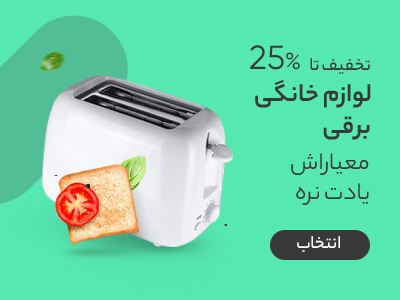 تخفیف تا 25%
لوازم خانگی
برقی
معیاراش
یادت نره
انتخاب